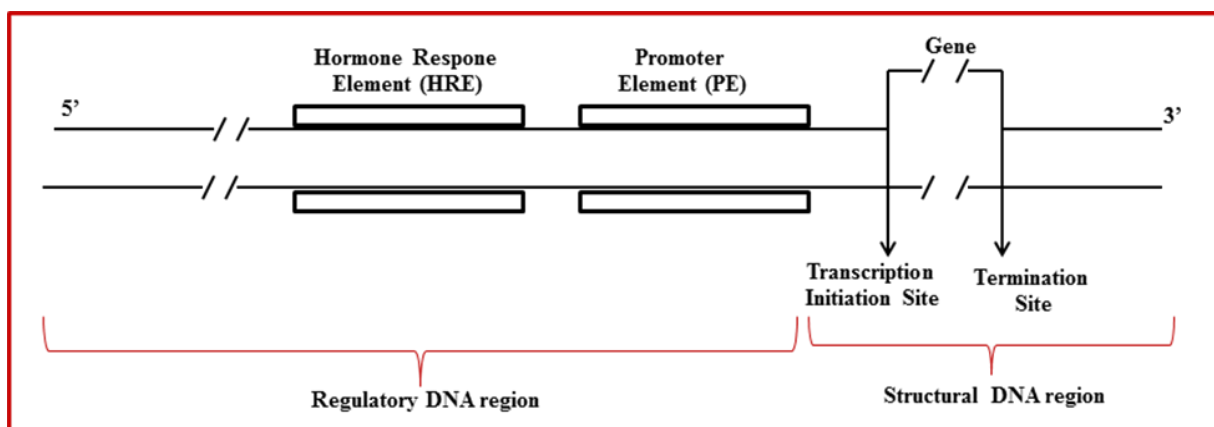 Hormone Respone
Element (HRE)
Promoter
Element (PE)
Gene
5’
3’
Transcription
Initiation Site
Termination
Site
Regulatory DNA region
Structural DNA region